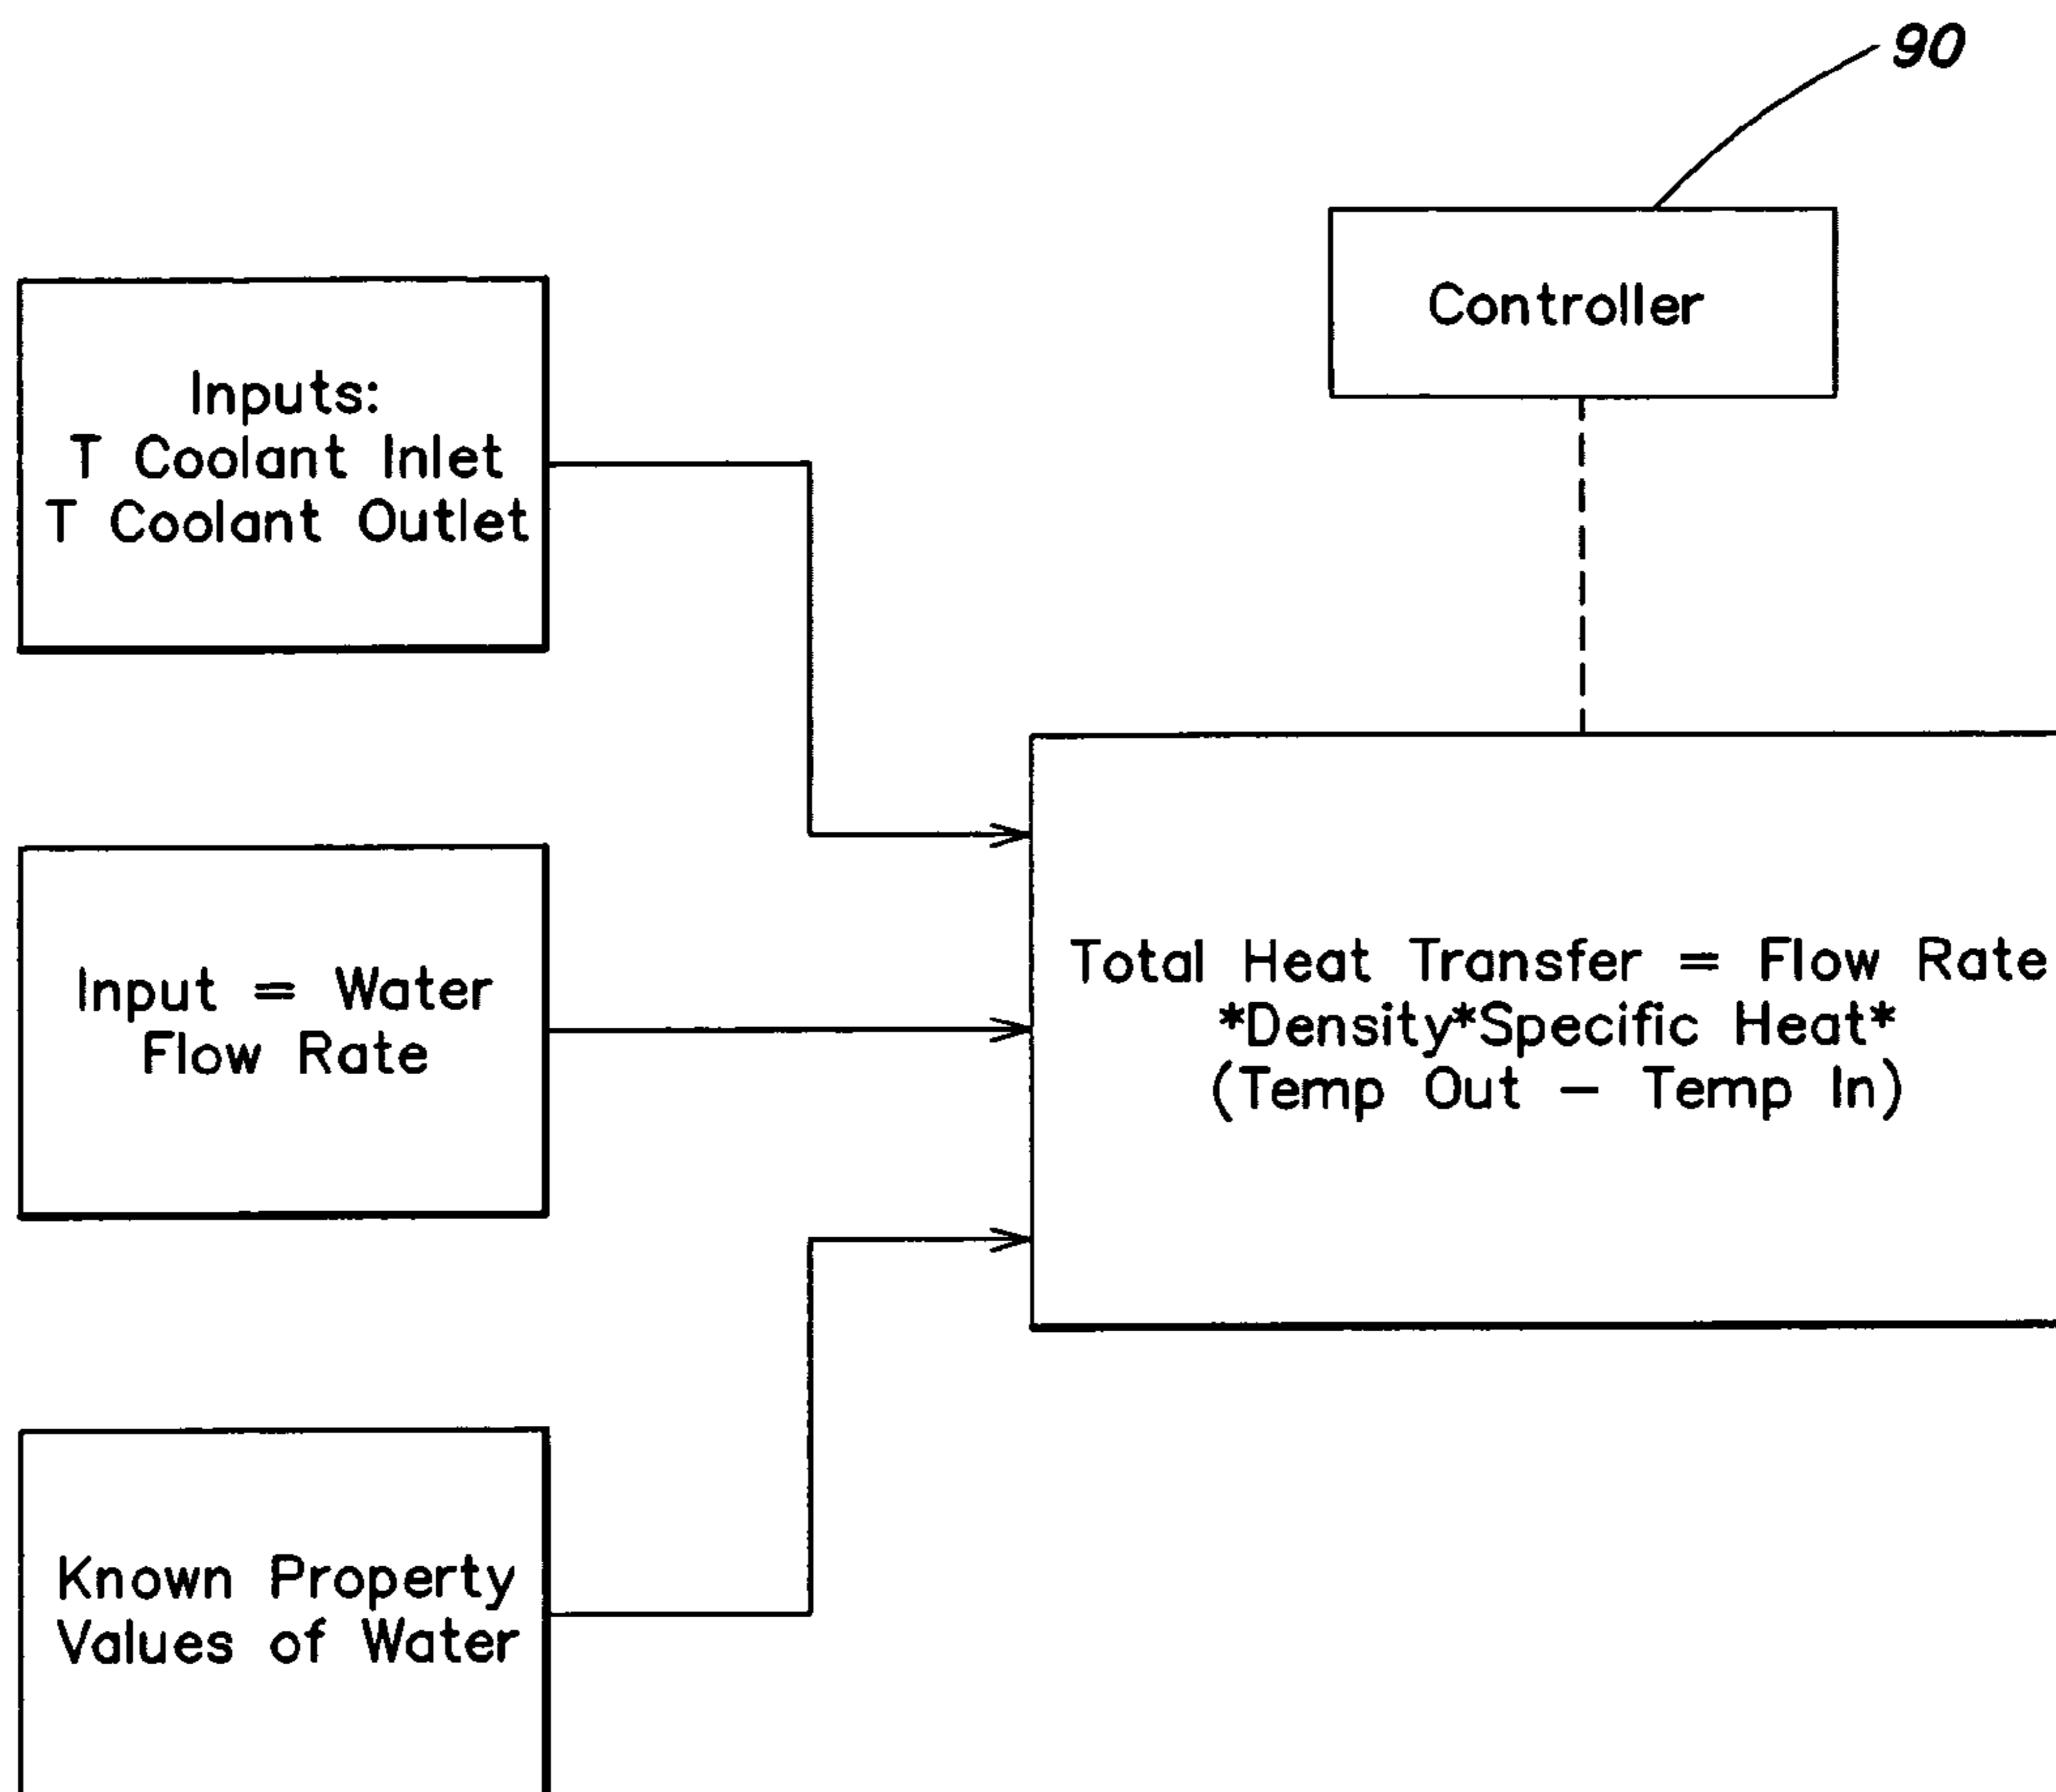 90
Controller
Inputs:
T Coolant Inlet
T Coolant Outlet
Input = Water
Flow Rate
Total Heat Transfer = Flow Rate
*Density*Specific Heat*
(Temp Out – Temp In)
Known Property
Values of Water